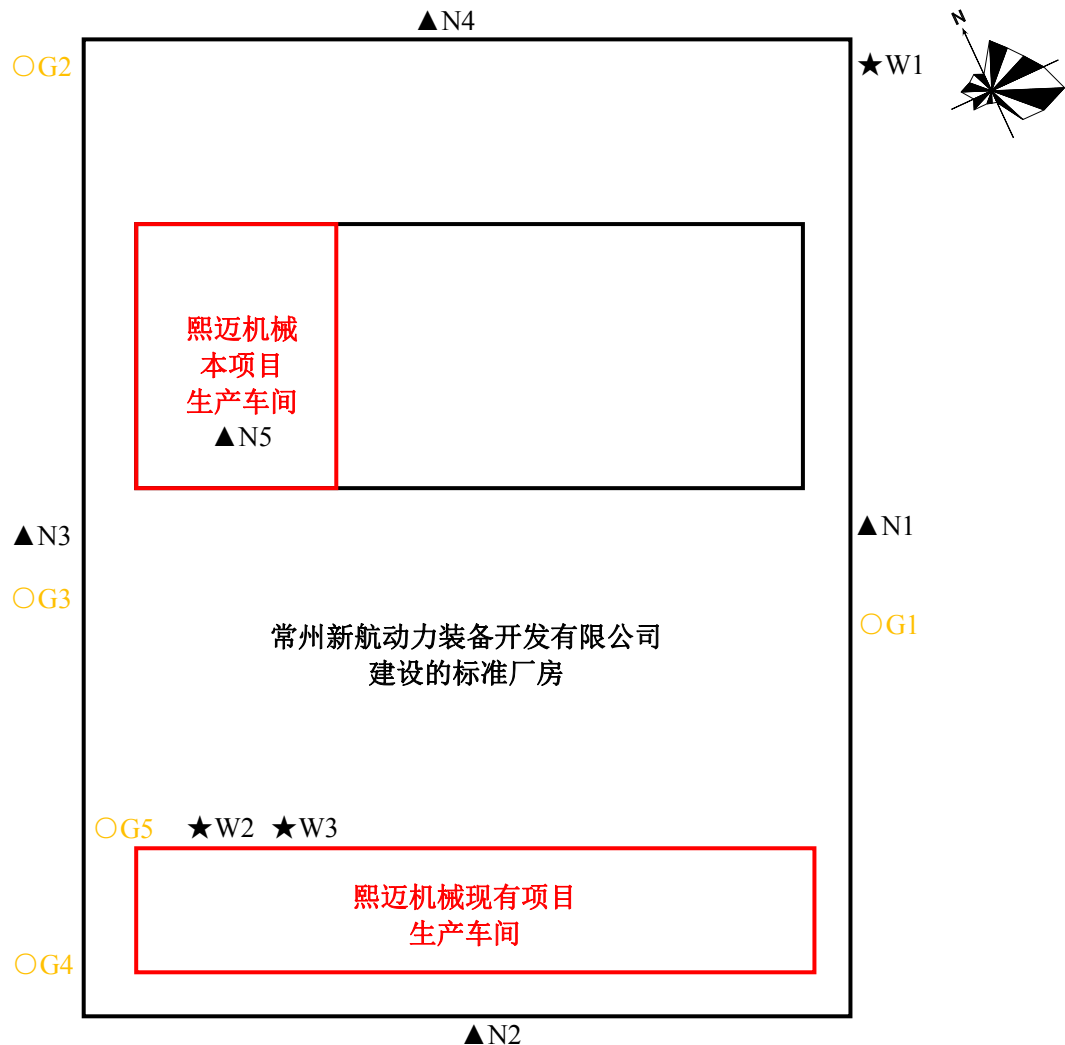 ▲N4
N
○G2
★W1
熙迈机械
本项目
生产车间
▲N5
▲N3
▲N1
○G3
○G1
常州新航动力装备开发有限公司
建设的标准厂房
○G5
★W2
★W3
熙迈机械现有项目
生产车间
○G4
▲N2